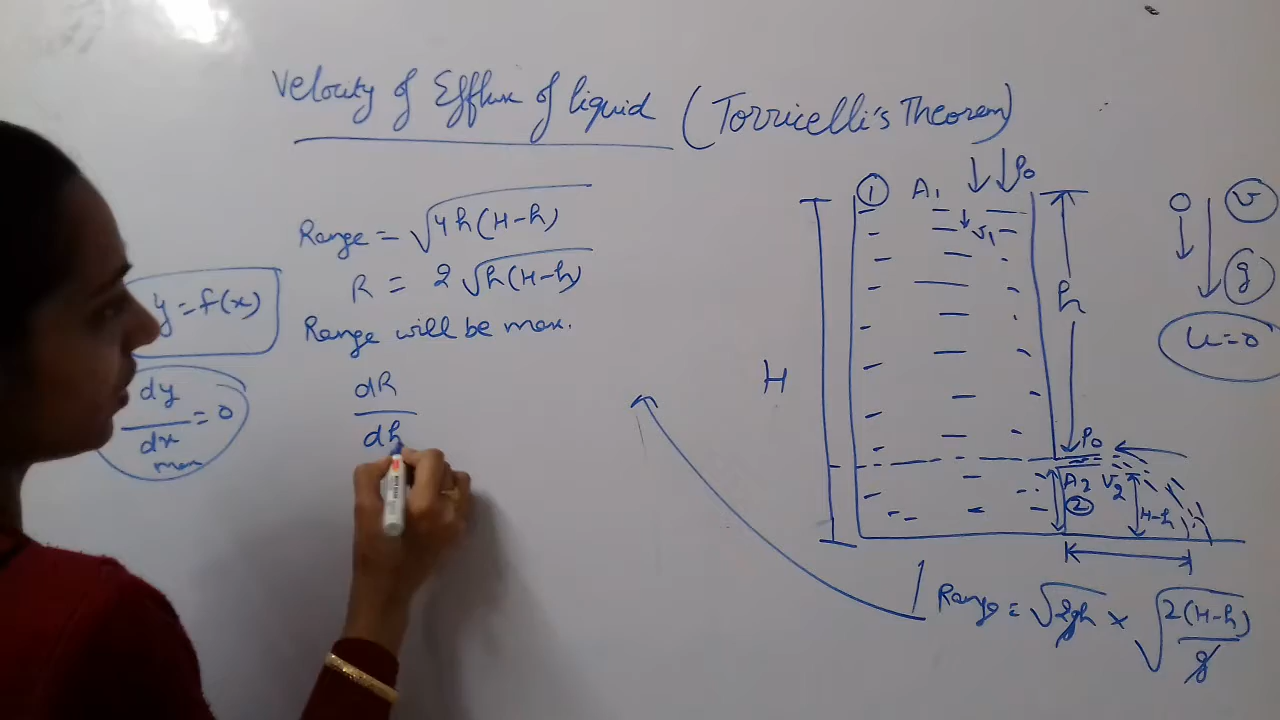 Velocity of Efflux of liquid (Torricelli's Theorem)
Range = √4h(H-h)
R = 2 √h(H-h)
Range will be max.
y = f(x)
dy/dx = 0
max
dR/dh
1 A1 P0
v1
H
h
P0
A2 V2
2
H-h
Range = √2gh × √2(H-h)/g
v
g
u=0